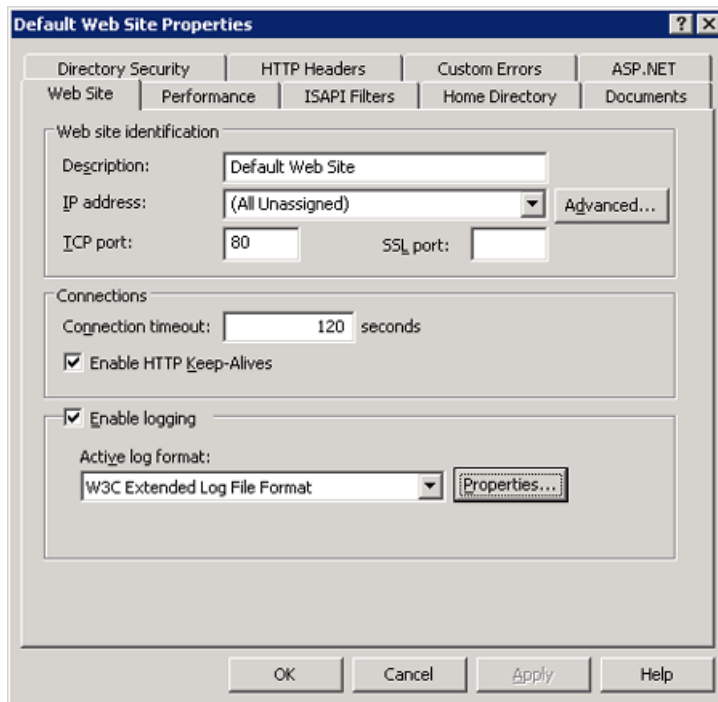 Default Web Site Properties
Directory Security HTTP Headers Custom Errors ASP.NET
Web Site Performance ISAPI Filters Home Directory Documents
Web site identification
Description: Default Web Site
IP address: (All Unassigned) Advanced...
TCP port: 80 SSL port:
Connections
Connection timeout: 120 seconds
Enable HTTP Keep-Alives
Enable logging
Active log format:
W3C Extended Log File Format Properties...
OK Cancel Apply Help